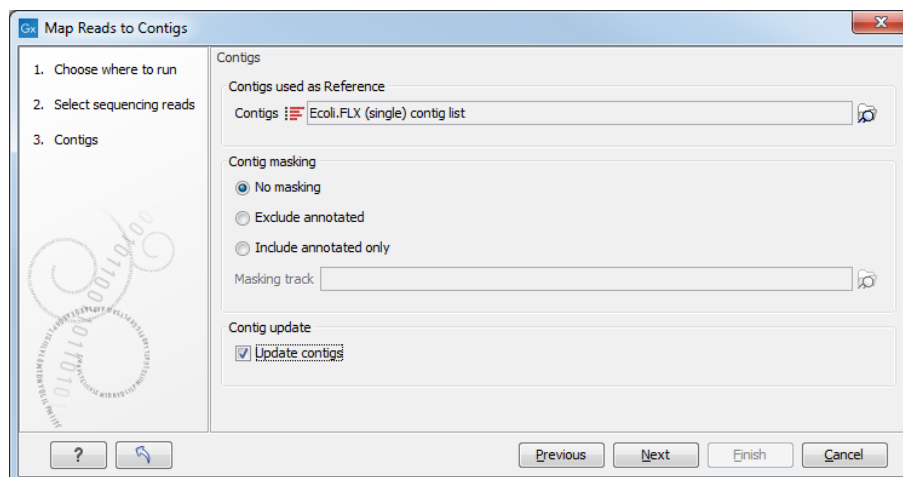 Gx Map Reads to Contigs
1. Choose where to run
2. Select sequencing reads
3. Contigs
Contigs
Contigs used as Reference
Contigs Ecoli.FLX (single) contig list
Contig masking
No masking
Exclude annotated
Include annotated only
Masking track
Contig update
Update contigs
? Previous Next Finish Cancel